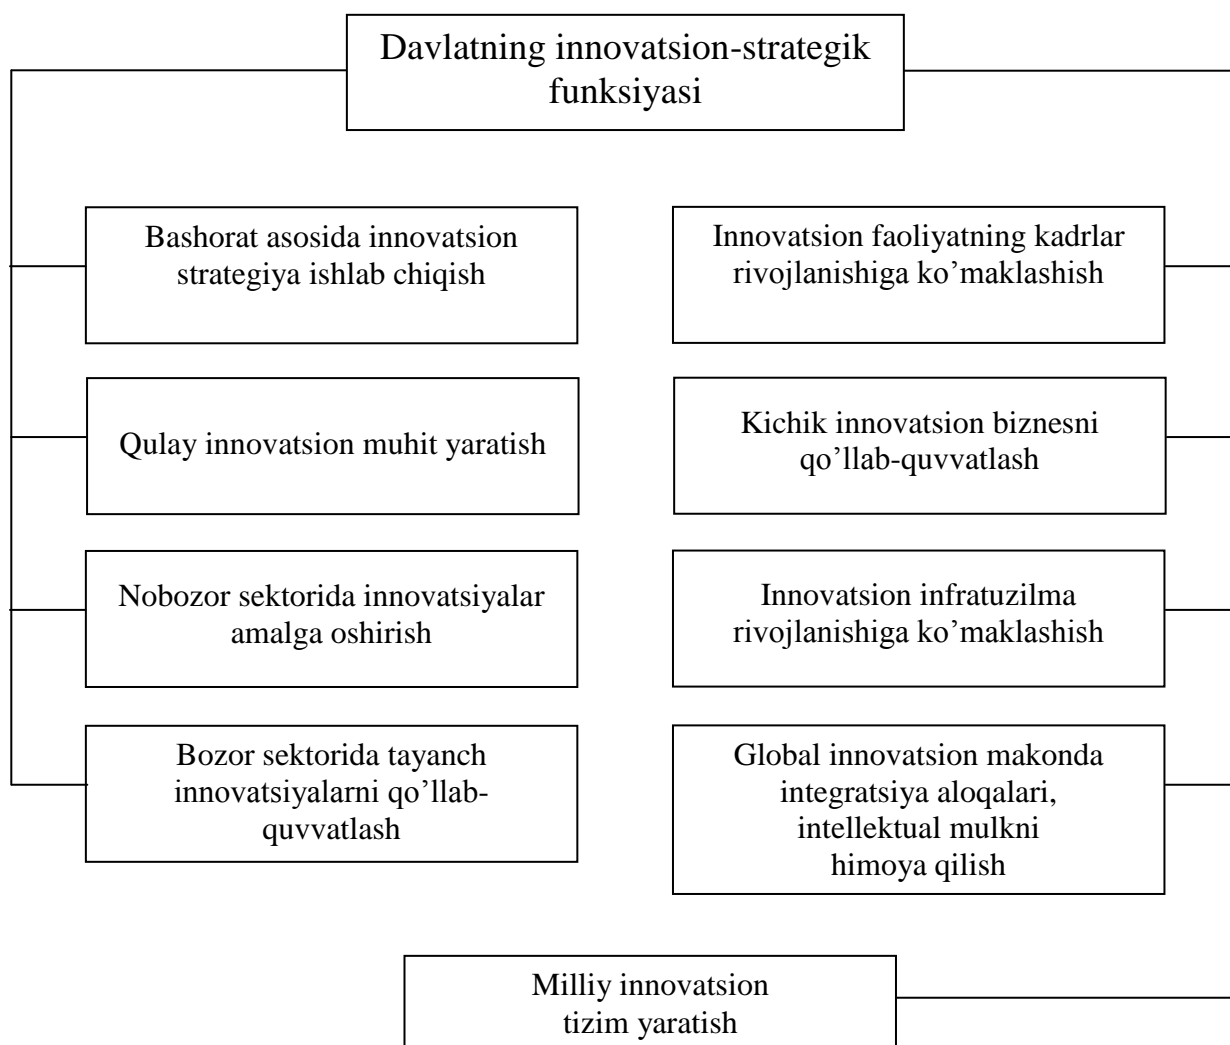 Davlatning innovatsion-strategik
funksiyasi
Bashorat asosida innovatsion
strategiya ishlab chiqish
Innovatsion faoliyatning kadrlar
rivojlanishiga ko’maklashish
Qulay innovatsion muhit yaratish
Kichik innovatsion biznesni
qo’llab-quvvatlash
Nobozor sektorida innovatsiyalar
amalga oshirish
Innovatsion infratuzilma
rivojlanishiga ko’maklashish
Bozor sektorida tayanch
innovatsiyalarni qo’llab-
quvvatlash
Global innovatsion makonda
integratsiya aloqalari,
intellektual mulkni
himoya qilish
Milliy innovatsion
tizim yaratish